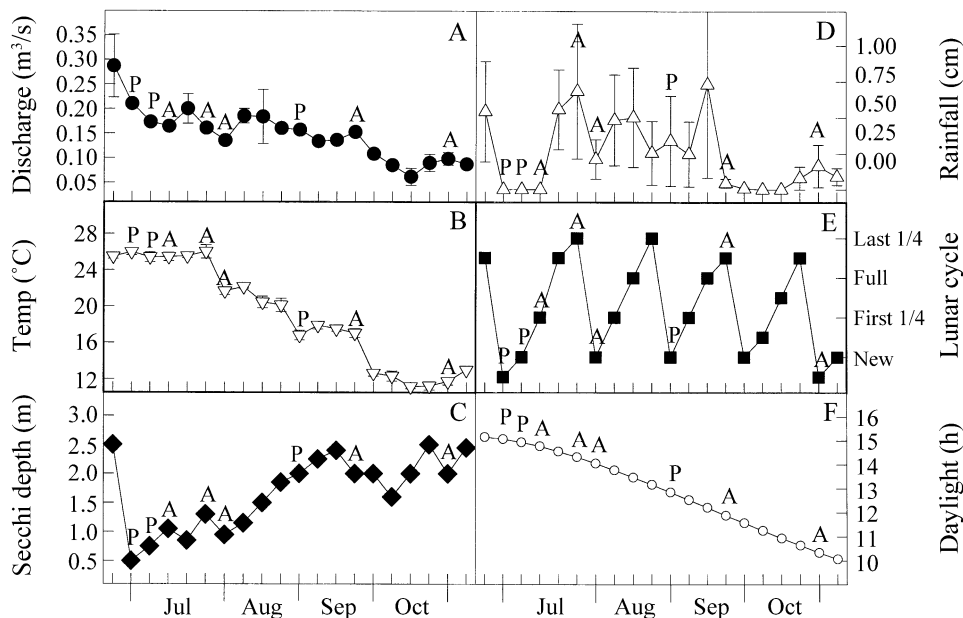 A
Discharge (m³/s)
0.35
0.30
0.25
0.20
0.15
0.10
0.05
P
P
A
A
A
P
A
A
D
Rainfall (cm)
1.00
0.75
0.50
0.25
0.00
P
P
A
A
A
P
A
A
B
Temp (˚C)
28
24
20
16
12
P
P
A
A
A
P
A
A
E
Lunar cycle
Last 1/4
Full
First 1/4
New
P
P
A
A
A
P
A
A
C
Secchi depth (m)
3.0
2.5
2.0
1.5
1.0
0.5
P
P
A
A
A
P
A
A
Jul Aug Sep Oct
F
Daylight (h)
16
15
14
13
12
11
10
P
P
A
A
A
P
A
A
Jul Aug Sep Oct